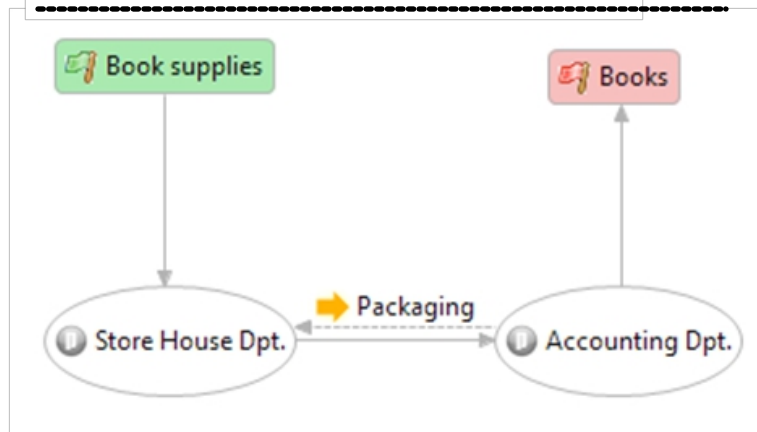 Book supplies
Books
Packaging
Store House Dpt.
Accounting Dpt.